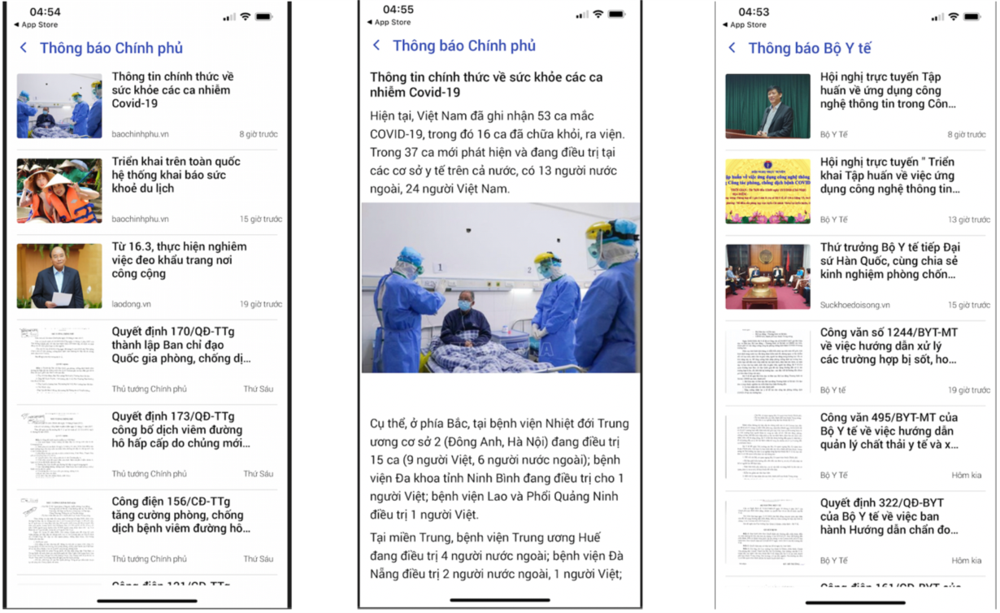 04:54
◀ App Store
Thông báo Chính phủ
Thông tin chính thức về
sức khỏe các ca nhiễm
Covid-19
baochinhphu.vn
8 giờ trước
Triển khai trên toàn quốc
hệ thống khai báo sức
khoẻ du lịch
baochinhphu.vn
15 giờ trước
Từ 16.3, thực hiện nghiêm
việc đeo khẩu trang nơi
công cộng
laodong.vn
19 giờ trước
Quyết định 170/QĐ-TTg
thành lập Ban chỉ đạo
Quốc gia phòng, chống dị...
Thủ tướng Chính phủ
Thứ Sáu
Quyết định 173/QĐ-TTg
công bố dịch viêm đường
hô hấp cấp do chủng mới...
Thủ tướng Chính phủ
Thứ Sáu
Công điện 156/CĐ-TTg
tăng cường phòng, chống
dịch bệnh viêm đường hô...
Thủ tướng Chính phủ
Thứ Sáu
04:55
◀ App Store
Thông báo Chính phủ
Thông tin chính thức về sức khỏe các ca
nhiễm Covid-19
Hiện tại, Việt Nam đã ghi nhận 53 ca mắc
COVID-19, trong đó 16 ca đã chữa khỏi, ra viện.
Trong 37 ca mới phát hiện và đang điều trị tại
các cơ sở y tế trên cả nước, có 13 người nước
ngoài, 24 người Việt Nam.
1
2
Cụ thể, ở phía Bắc, tại bệnh viện Nhiệt đới Trung
ương cơ sở 2 (Đông Anh, Hà Nội) đang điều trị
15 ca (9 người Việt, 6 người nước ngoài); bệnh
viện Đa khoa tỉnh Ninh Bình đang điều trị cho 1
người Việt; bệnh viện Lao và Phổi Quảng Ninh
điều trị 1 người Việt.
Tại miền Trung, bệnh viện Trung ương Huế
đang điều trị 4 người nước ngoài; bệnh viện Đà
Nẵng điều trị 2 người nước ngoài, 1 người Việt;
04:53
◀ App Store
Thông báo Bộ Y tế
Hội nghị trực tuyến Tập
huấn về ứng dụng công
nghệ thông tin trong Côn...
Bộ Y Tế
8 giờ trước
Hội nghị trực tuyến " Triển
khai Tập huấn về việc ứng
dụng công nghệ thông tin...
Bộ Y Tế
13 giờ trước
Thứ trưởng Bộ Y tế tiếp Đại
sứ Hàn Quốc, cùng chia sẻ
kinh nghiệm phòng chốn...
Suckhoedoisong.vn
15 giờ trước
Công văn số 1244/BYT-MT
về việc hướng dẫn xử lý
các trường hợp bị sốt, ho...
Bộ Y tế
19 giờ trước
Công văn 495/BYT-MT của
Bộ Y tế về việc hướng dẫn
quản lý chất thải y tế và x...
Bộ Y Tế
Hôm kia
Quyết định 322/QĐ-BYT
của Bộ Y tế về việc ban
hành Hướng dẫn chẩn đo...
Bộ Y Tế
Hôm kia